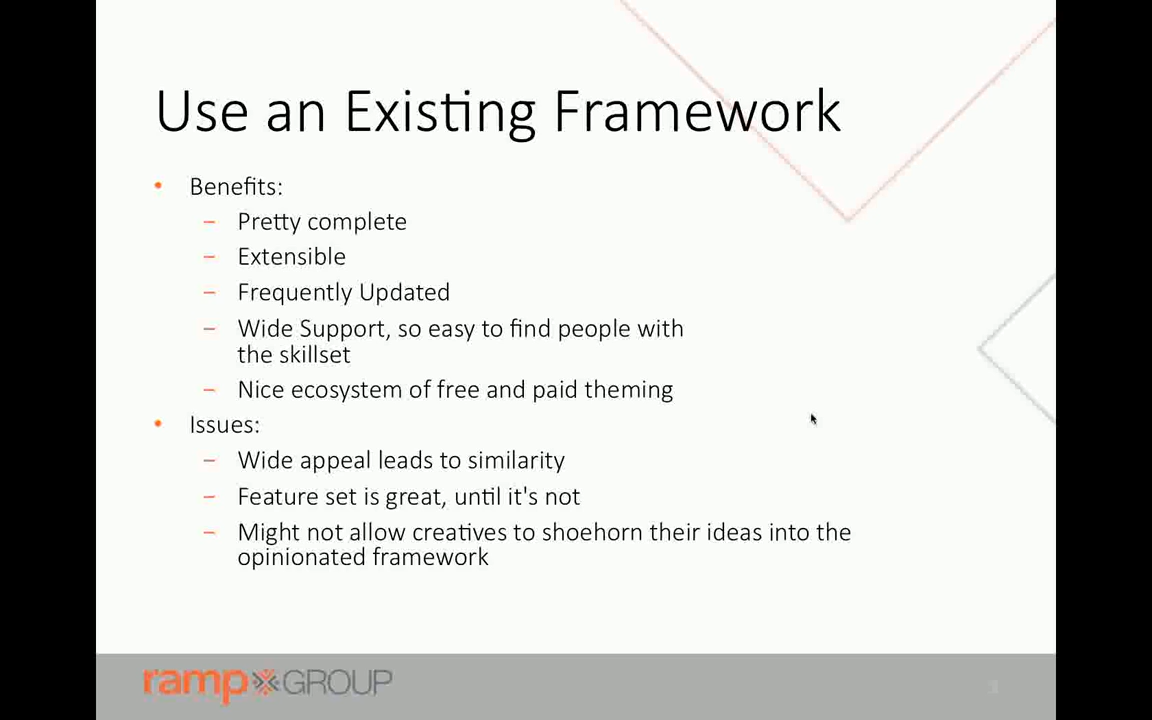 Use an Existing Framework
• Benefits:
– Pretty complete
– Extensible
– Frequently Updated
– Wide Support, so easy to find people with
the skillset
– Nice ecosystem of free and paid theming
• Issues:
– Wide appeal leads to similarity
– Feature set is great, until it's not
– Might not allow creatives to shoehorn their ideas into the
opinionated framework
ramp GROUP